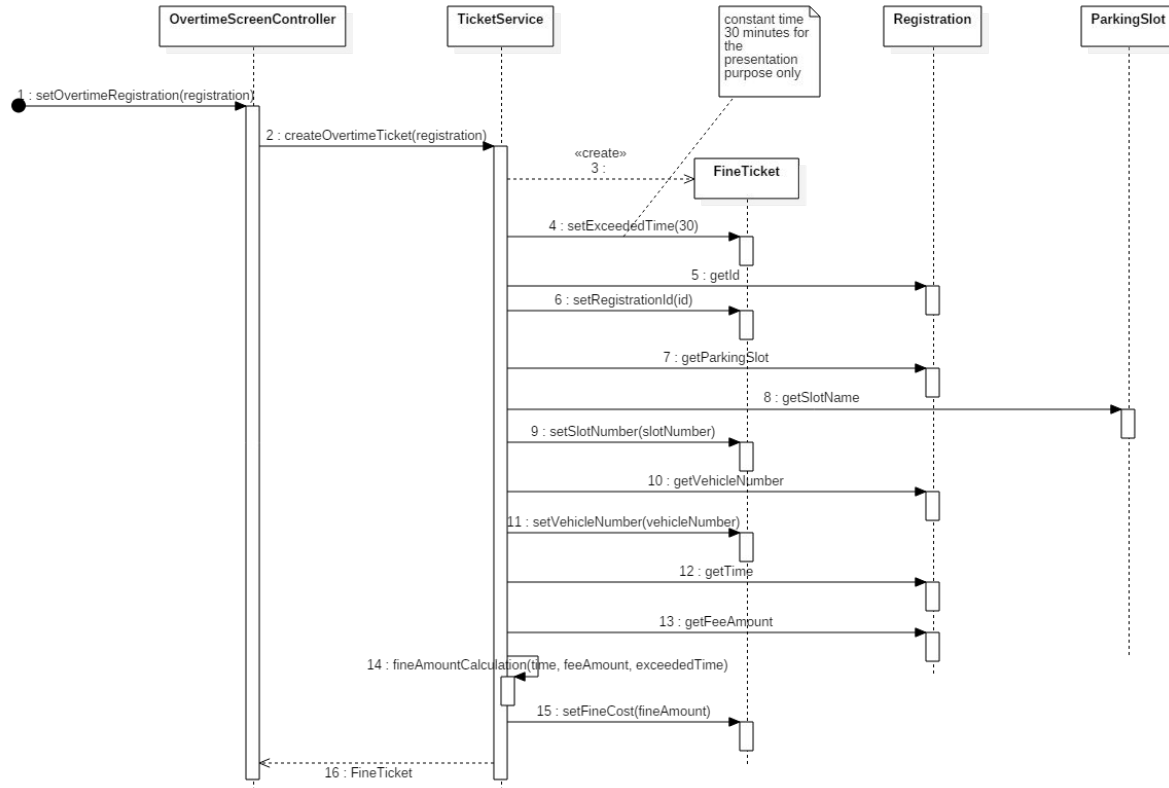 OvertimeScreenController
TicketService
constant time
30 minutes for
the
presentation
purpose only
Registration
ParkingSlot
1 : setOvertimeRegistration(registration)
2 : createOvertimeTicket(registration)
«create»
3 :
FineTicket
4 : setExceededTime(30)
5 : getId
6 : setRegistrationId(id)
7 : getParkingSlot
8 : getSlotName
9 : setSlotNumber(slotNumber)
10 : getVehicleNumber
11 : setVehicleNumber(vehicleNumber)
12 : getTime
13 : getFeeAmount
14 : fineAmountCalculation(time, feeAmount, exceededTime)
15 : setFineCost(fineAmount)
16 : FineTicket